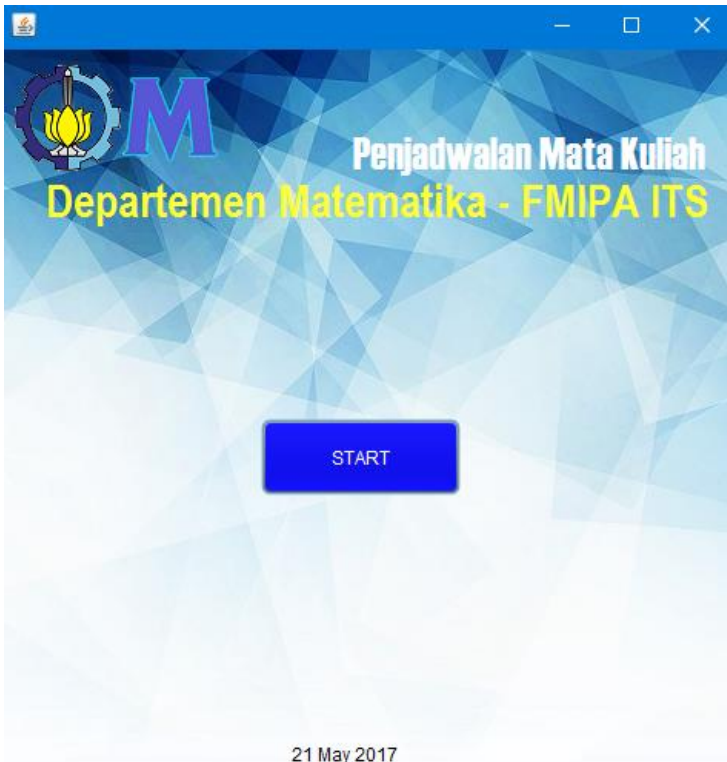 M
Penjadwalan Mata Kuliah
Departemen Matematika - FMIPA ITS
START
21 May 2017